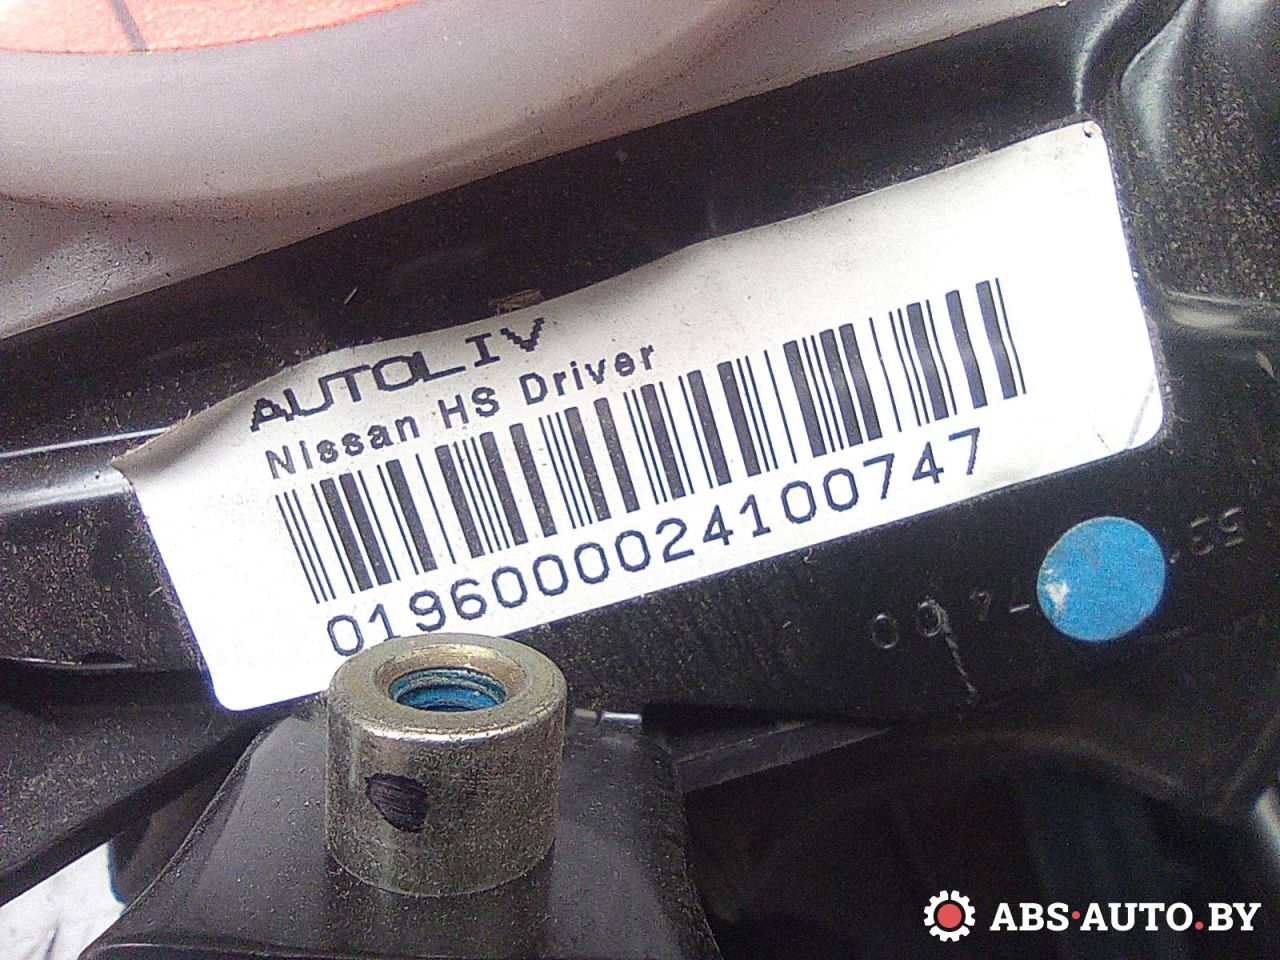 AUTOLIV
Nissan HS Driver
0196000024100747
ABS·AUTO.BY